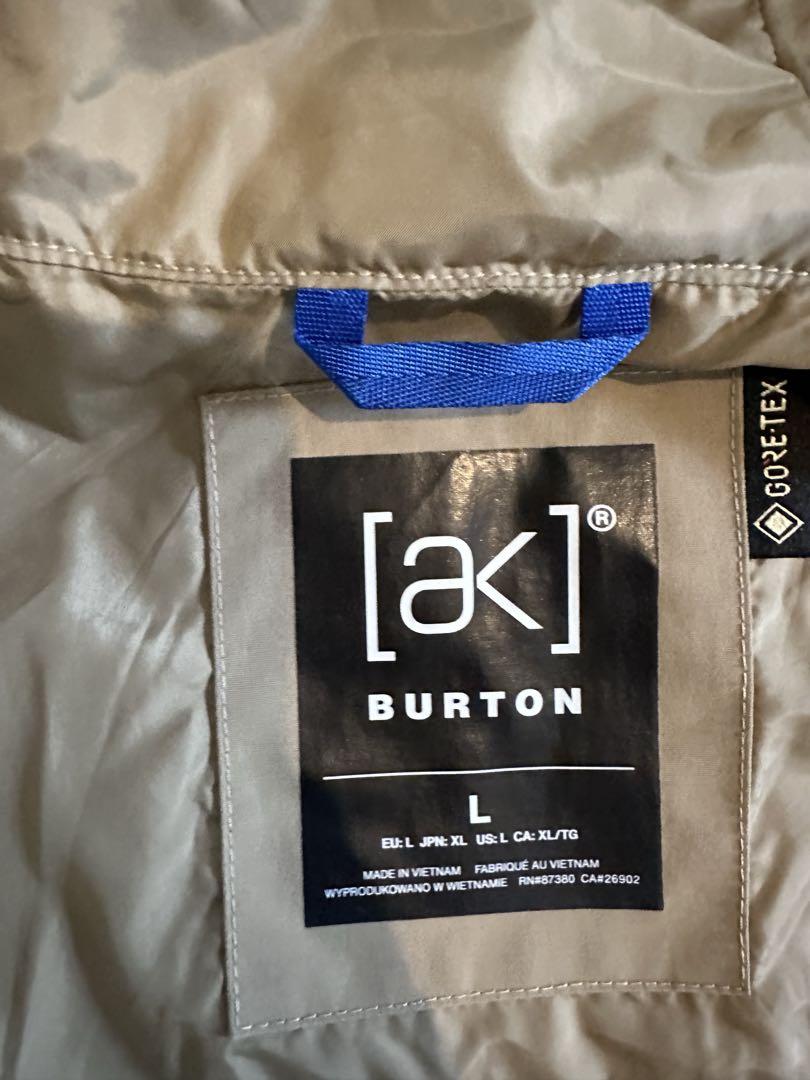 GORE-TEX
[ak]®
BURTON
L
EU: L JPN: XL US: L CA: XL/TG
MADE IN VIETNAM FABRIQUÉ AU VIETNAM
WYPRODUKOWANO W WIETNAMIE RN#87380 CA#26902